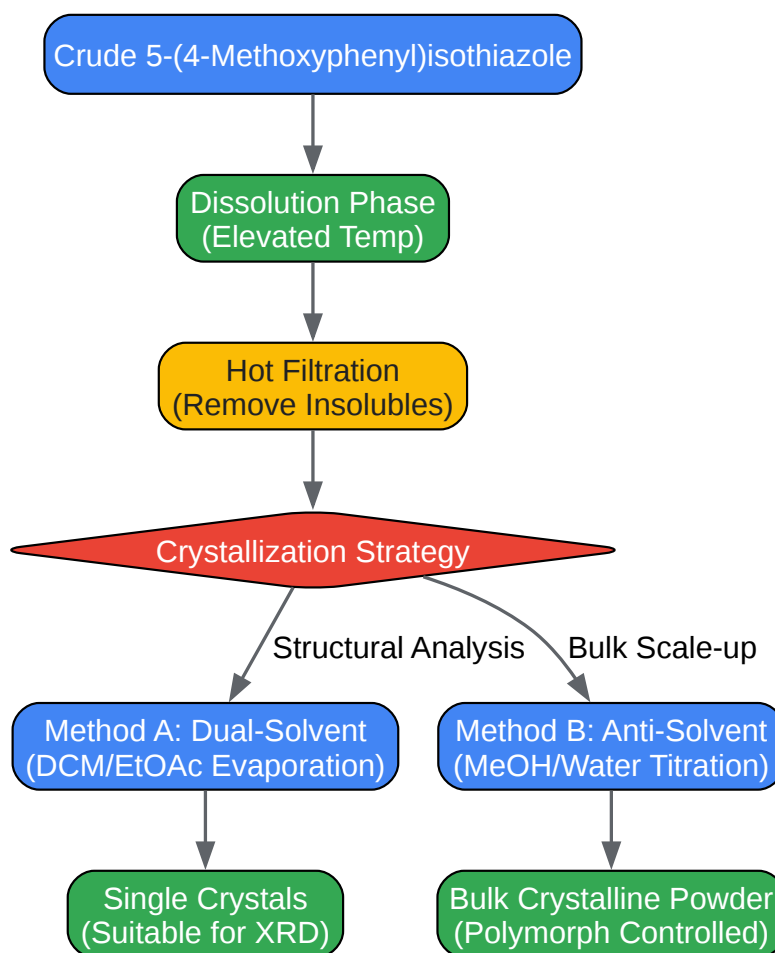 Crude 5-(4-Methoxyphenyl)isothiazole
Dissolution Phase
(Elevated Temp)
Hot Filtration
(Remove Insolubles)
Crystallization Strategy
Structural Analysis
Bulk Scale-up
Method A: Dual-Solvent
(DCM/EtOAc Evaporation)
Method B: Anti-Solvent
(MeOH/Water Titration)
Single Crystals
(Suitable for XRD)
Bulk Crystalline Powder
(Polymorph Controlled)